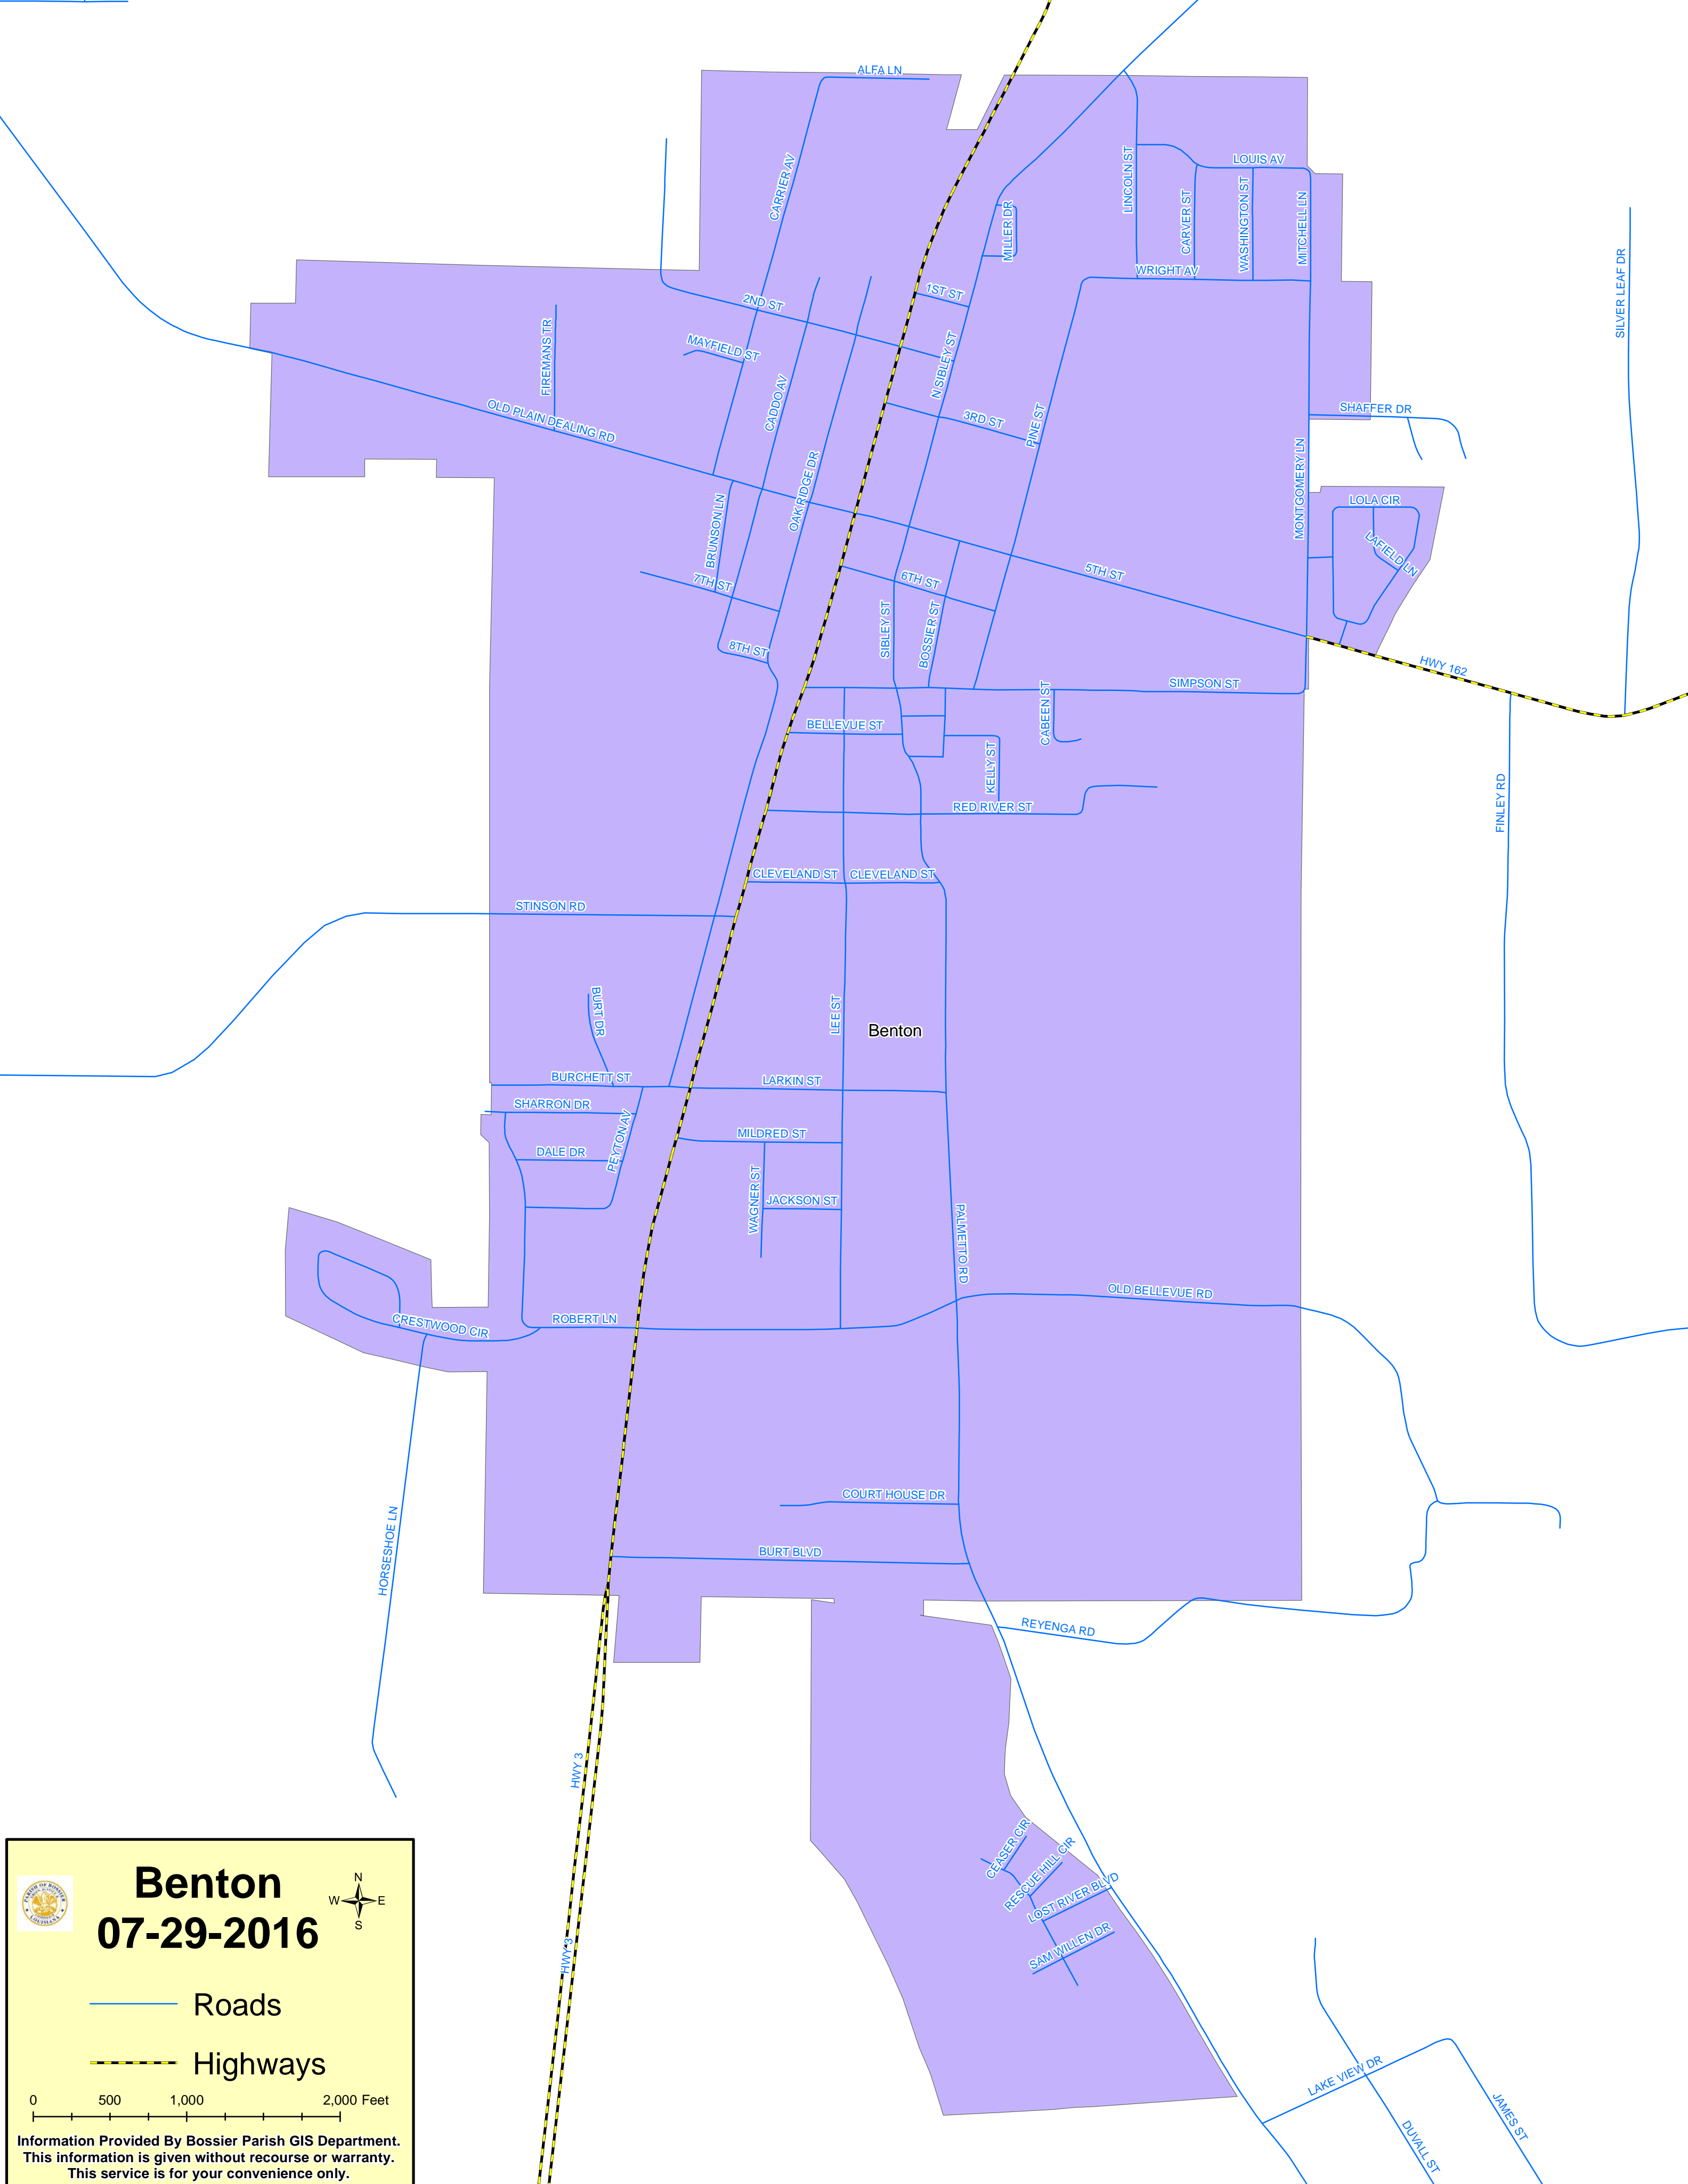 ALFA LN
CARRIER AV
LINCOLN ST
LOUIS AV
CARVER ST
WASHINGTON ST
MITCHELL LN
MILLER DR
WRIGHT AV
SILVER LEAF DR
2ND ST
1ST ST
FIREMANS TR
MAYFIELD ST
N SIBLEY ST
CADDO AV
OLD PLAIN DEALING RD
3RD ST
PINE ST
SHAFFER DR
MONTGOMERY LN
OAK RIDGE DR
LOLA CIR
LAFIELD LN
BRUNSON LN
7TH ST
6TH ST
5TH ST
SIBLEY ST
BOSSIER ST
8TH ST
HWY 162
SIMPSON ST
CABEEN ST
BELLEVUE ST
KELLY ST
RED RIVER ST
FINLEY RD
CLEVELAND ST
CLEVELAND ST
STINSON RD
BURT DR
LEE ST
Benton
BURCHETT ST
LARKIN ST
SHARRON DR
PEYTON AV
MILDRED ST
DALE DR
WAGNER ST
JACKSON ST
PALMETTO RD
OLD BELLEVUE RD
CRESTWOOD CIR
ROBERT LN
COURT HOUSE DR
HORSESHOE LN
BURT BLVD
REYENGA RD
HWY 3
CEASER CIR
RESCUE HILL CIR
LOST RIVER BLVD
SAM WILLEN DR
HWY 3
LAKE VIEW DR
JAMES ST
DUVALL ST
PARISH OF BOSSIER
LOUISIANA
Benton
07-29-2016
N
W E
S
Roads
Highways
0 500 1,000 2,000 Feet
Information Provided By Bossier Parish GIS Department.
This information is given without recourse or warranty.
This service is for your convenience only.